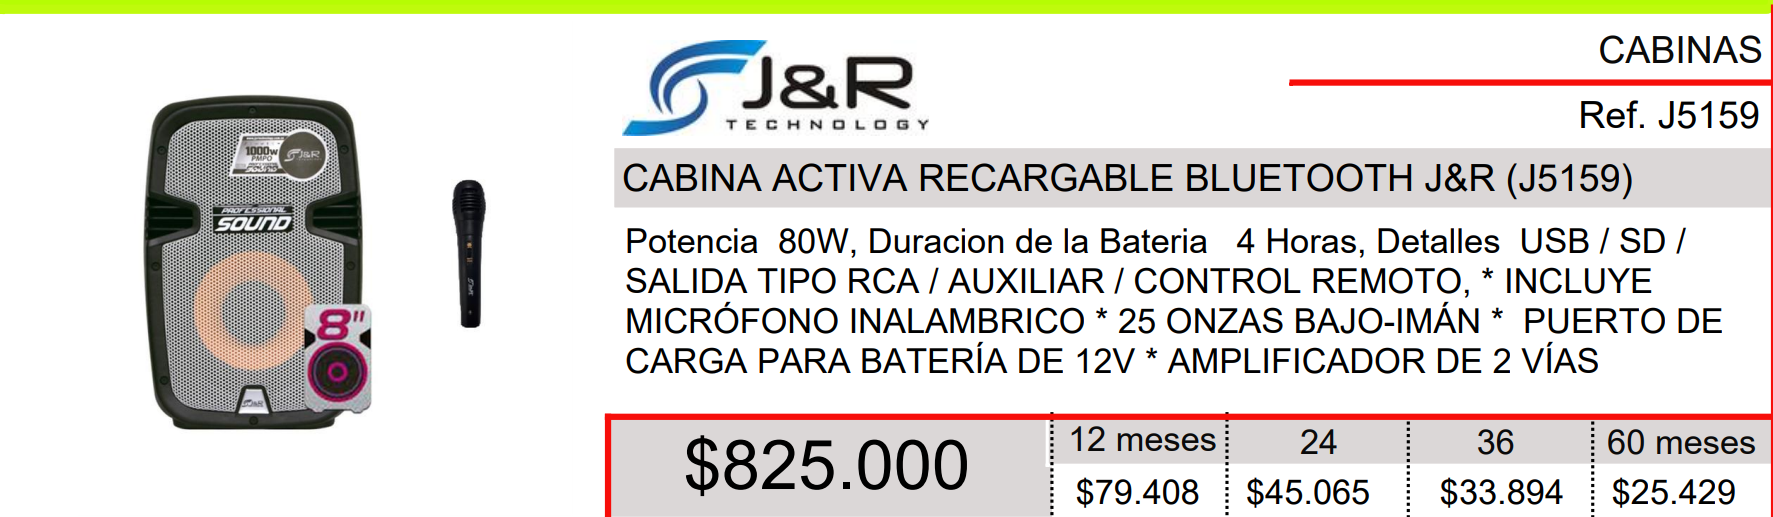 J&R
TECHNOLOGY
CABINAS
Ref. J5159
CABINA ACTIVA RECARGABLE BLUETOOTH J&R (J5159)
Potencia  80W, Duracion de la Bateria   4 Horas, Detalles  USB / SD /
SALIDA TIPO RCA / AUXILIAR / CONTROL REMOTO, * INCLUYE
MICRÓFONO INALAMBRICO * 25 ONZAS BAJO-IMÁN *  PUERTO DE
CARGA PARA BATERÍA DE 12V * AMPLIFICADOR DE 2 VÍAS
1000w
PMPO
J&R
PROFESSIONAL
SOUND
8"
$825.000
12 meses
24
36
60 meses
$79.408
$45.065
$33.894
$25.429